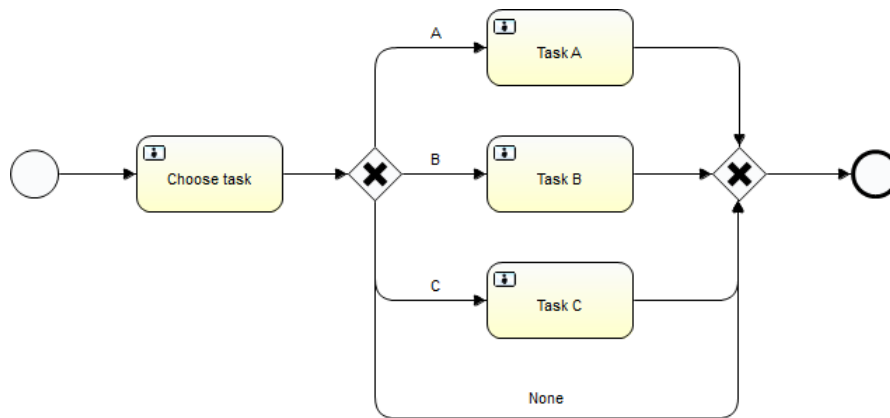 A
Task A
Choose task
B
Task B
C
Task C
None